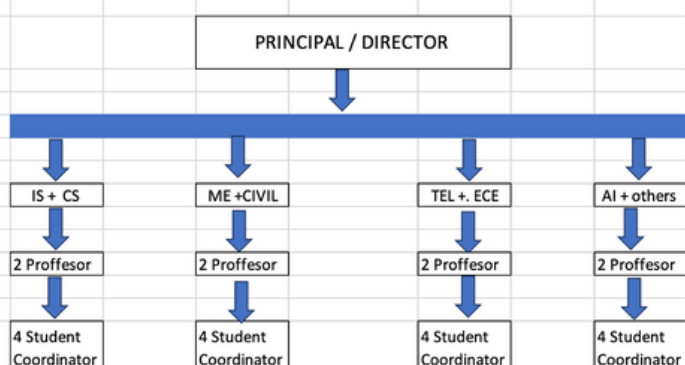 PRINCIPAL / DIRECTOR
IS + CS
ME +CIVIL
TEL +. ECE
AI + others
2 Proffesor
2 Proffesor
2 Proffesor
2 Proffesor
4 Student
Coordinator
4 Student
Coordinator
4 Student
Coordinator
4 Student
Coordinator